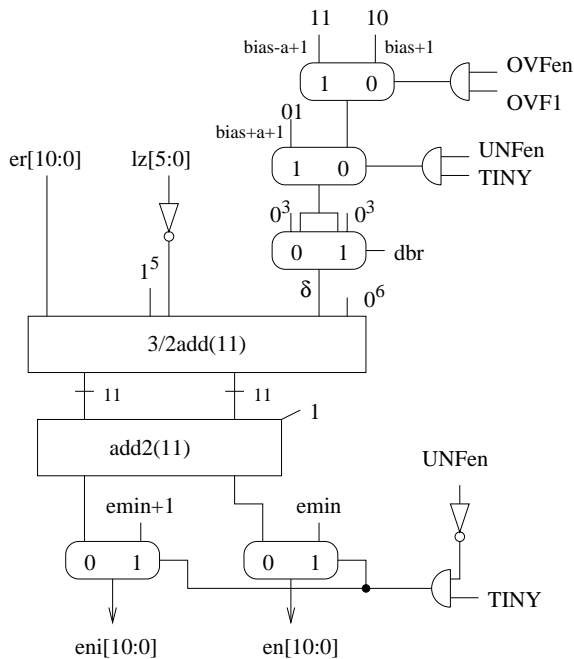 11 10
bias-a+1 bias+1
OVFen
1 0
OVF1
01
bias+a+1
UNFen
er[10:0] lz[5:0]
1 0
TINY
0³ 0³
0 1
dbr
1⁵ δ 0⁶
3/2add(11)
11 11
1
add2(11)
UNFen
emin+1 emin
0 1 0 1
TINY
eni[10:0] en[10:0]